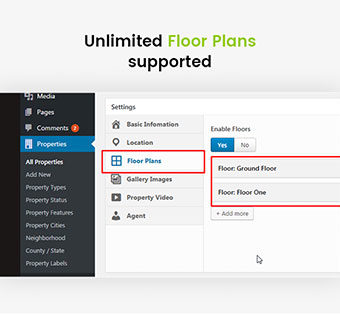 Unlimited Floor Plans
supported
Media
Pages
Comments 2
Properties
All Properties
Add New
Property Types
Property Status
Property Features
Property Cities
Neighborhood
County / State
Property Labels
Settings
Basic Infomation
Location
Floor Plans
Gallery Images
Property Video
Agent
Enable Floors
Yes No
Floor: Ground Floor
Floor: Floor One
+ Add more